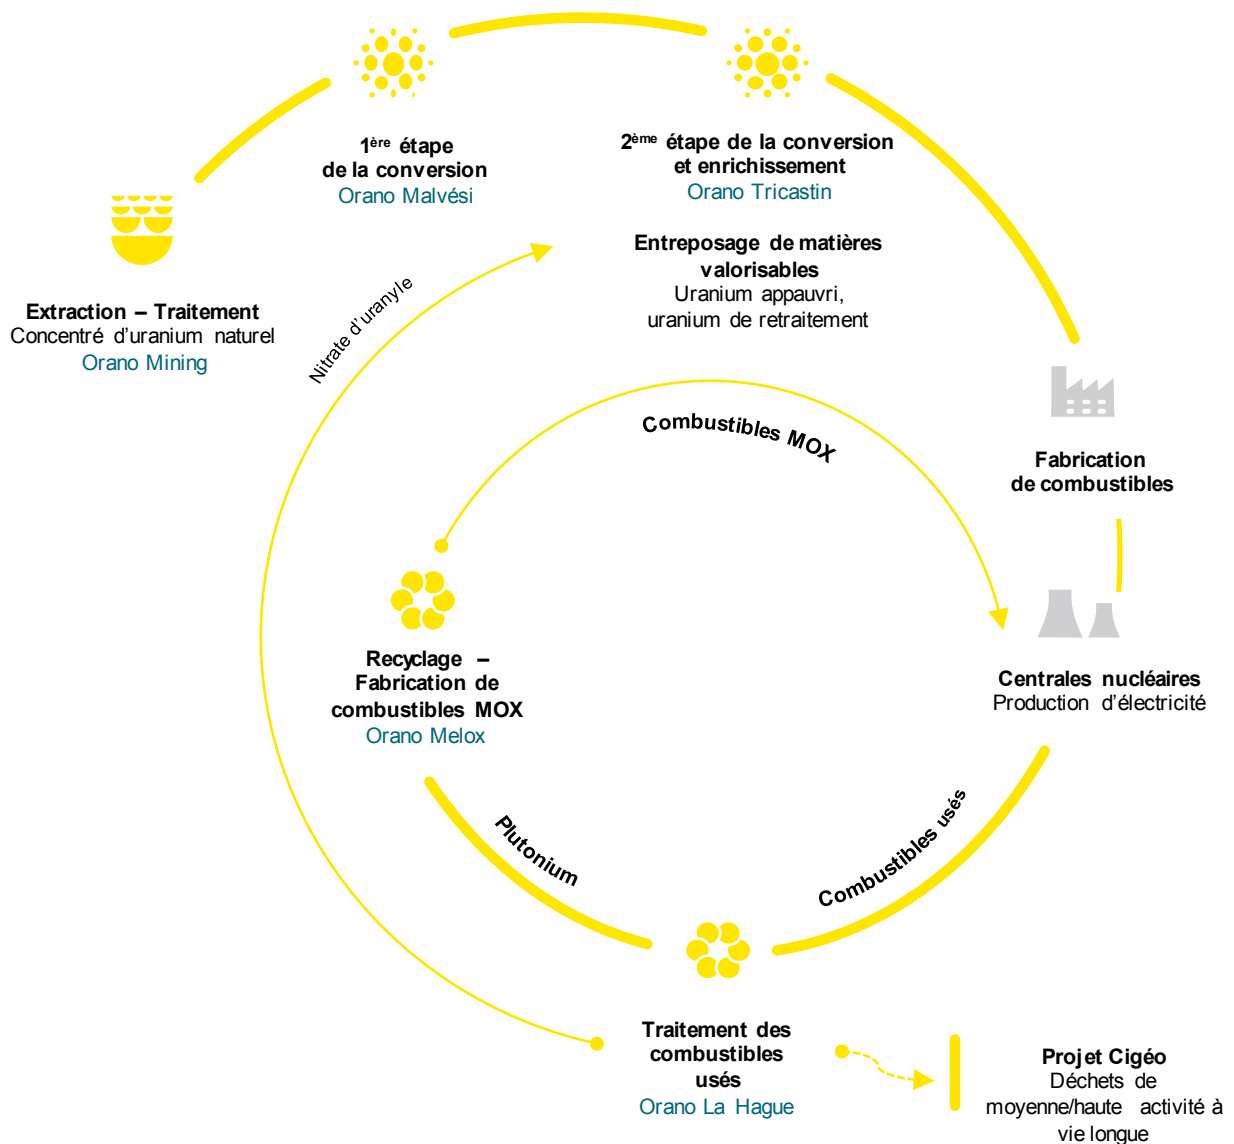 1ère étape
de la conversion
Orano Malvési
2ème étape de la conversion
et enrichissement
Orano Tricastin
Entreposage de matières
valorisables
Uranium appauvri,
uranium de retraitement
Extraction – Traitement
Concentré d’uranium naturel
Orano Mining
Nitrate d’uranyle
Combustibles MOX
Fabrication
de combustibles
Recyclage –
Fabrication de
combustibles MOX
Orano Melox
Centrales nucléaires
Production d’électricité
Plutonium
Combustibles usés
Traitement des
combustibles
usés
Orano La Hague
Projet Cigéo
Déchets de
moyenne/haute activité à
vie longue